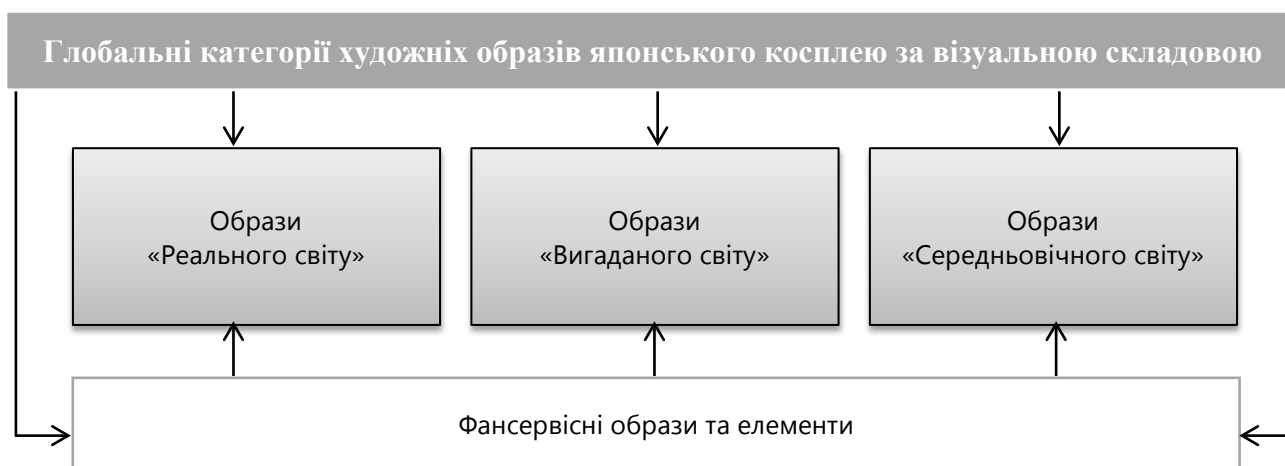 Глобальні категорії художніх образів японського косплею за візуальною складовою
Образи
«Реального світу»
Образи
«Вигаданого світу»
Образи
«Середньовічного світу»
Фансервісні образи та елементи